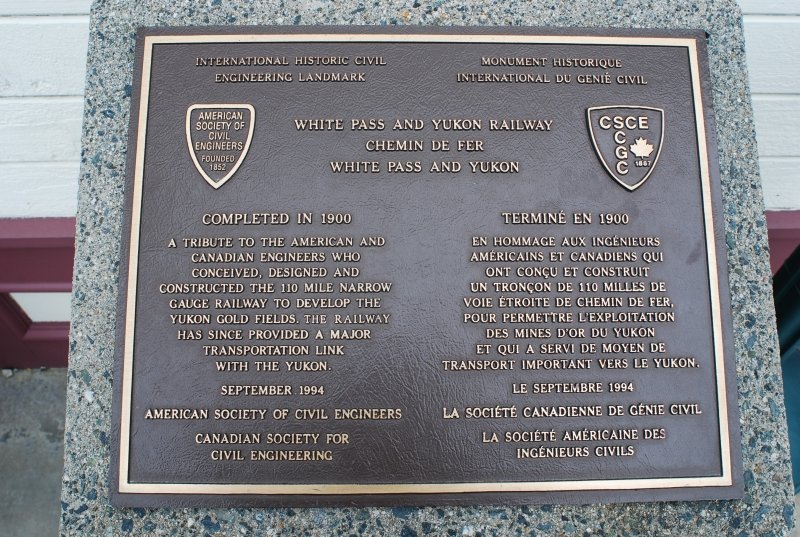 INTERNATIONAL HISTORIC CIVIL
ENGINEERING LANDMARK
MONUMENT HISTORIQUE
INTERNATIONAL DU GENIÉ CIVIL
AMERICAN
SOCIETY OF
CIVIL
ENGINEERS
FOUNDED
1852
WHITE PASS AND YUKON RAILWAY
CHEMIN DE FER
WHITE PASS AND YUKON
CSCE
CGC
1887
COMPLETED IN 1900
A TRIBUTE TO THE AMERICAN AND
CANADIAN ENGINEERS WHO
CONCEIVED, DESIGNED AND
CONSTRUCTED THE 110 MILE NARROW
GAUGE RAILWAY TO DEVELOP THE
YUKON GOLD FIELDS. THE RAILWAY
HAS SINCE PROVIDED A MAJOR
TRANSPORTATION LINK
WITH THE YUKON.
SEPTEMBER 1994
AMERICAN SOCIETY OF CIVIL ENGINEERS
CANADIAN SOCIETY FOR
CIVIL ENGINEERING
TERMINÉ EN 1900
EN HOMMAGE AUX INGÉNIEURS
AMÉRICAINS ET CANADIENS QUI
ONT CONÇU ET CONSTRUIT
UN TRONÇON DE 110 MILLES DE
VOIE ÉTROITE DE CHEMIN DE FER,
POUR PERMETTRE L'EXPLOITATION
DES MINES D'OR DU YUKON
ET QUI A SERVI DE MOYEN DE
TRANSPORT IMPORTANT VERS LE YUKON.
LE SEPTEMBRE 1994
LA SOCIÉTÉ CANADIENNE DE GÉNIE CIVIL
LA SOCIÉTÉ AMÉRICAINE DES
INGÉNIEURS CIVILS